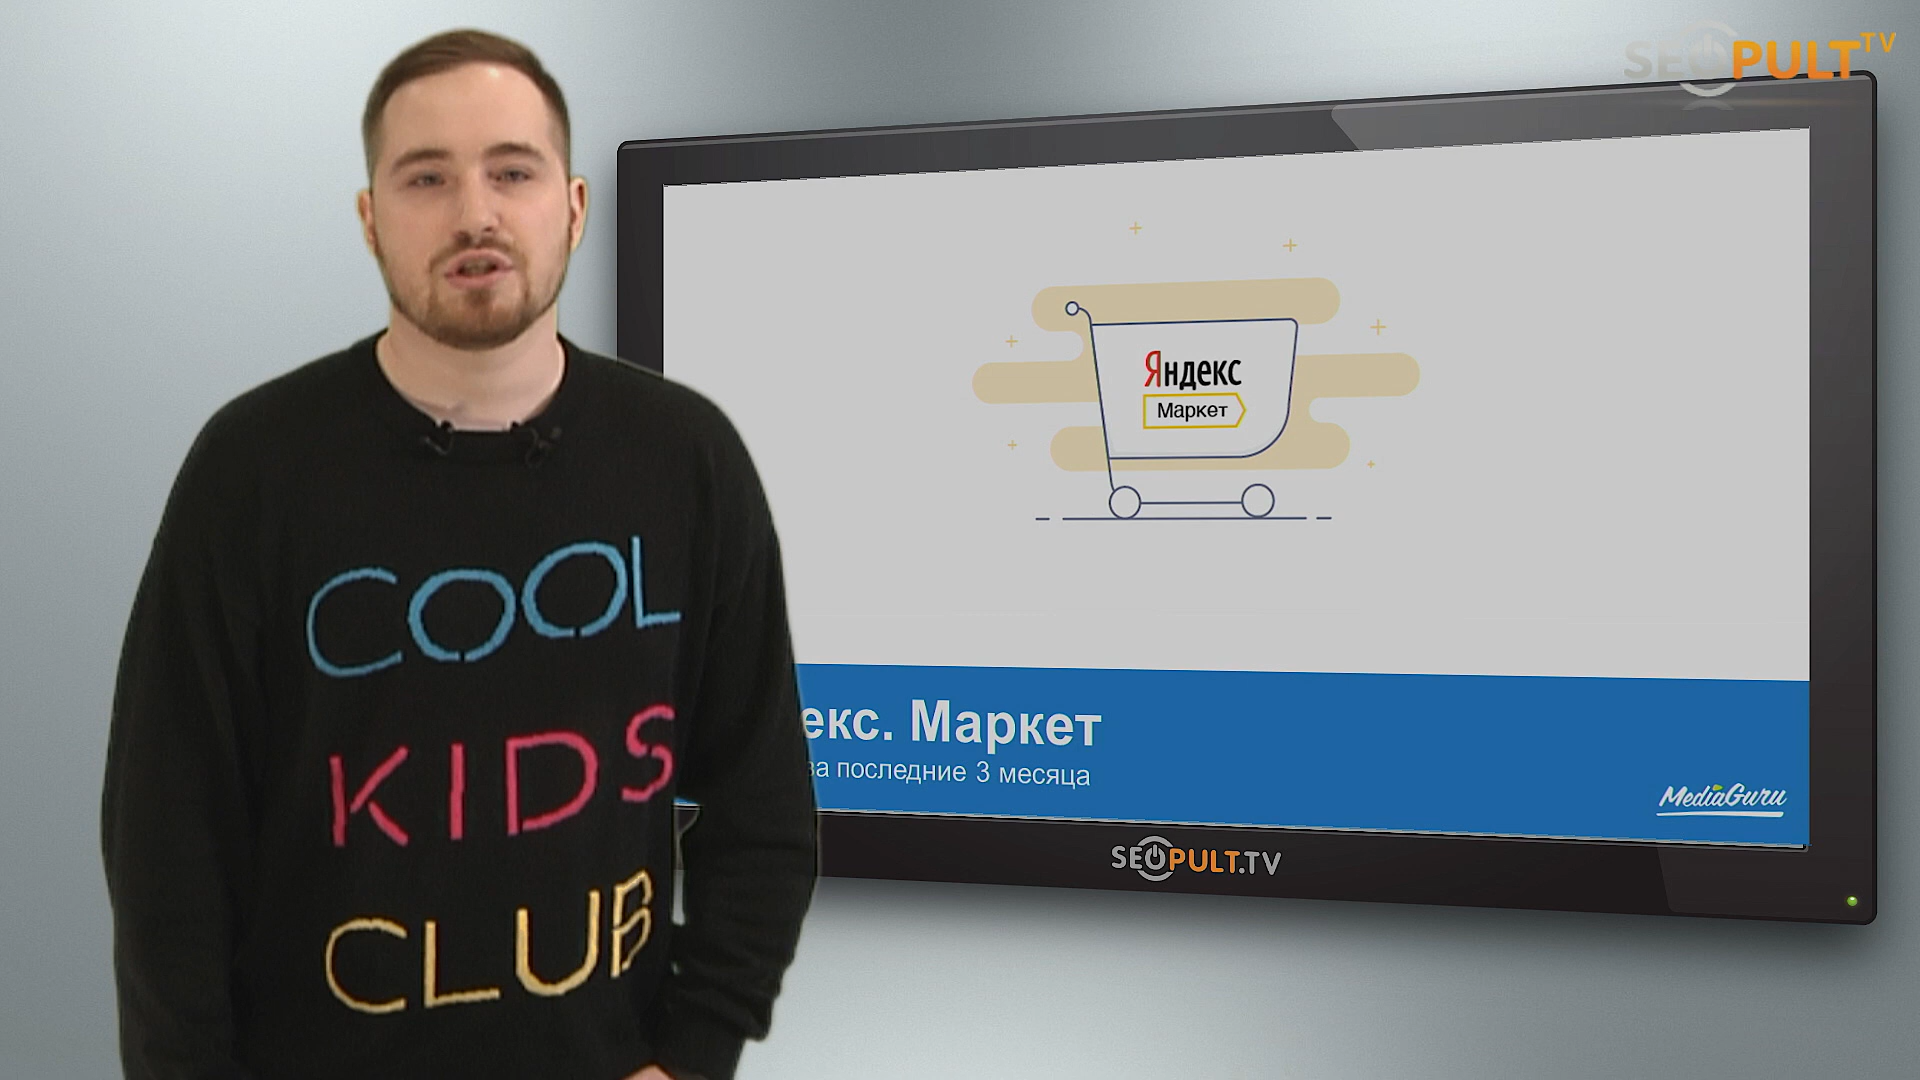 SEOPULT TV
Яндекс
Маркет
екс. Маркет
за последние 3 месяца
MediaGuru
SEOPULT.TV
COOL
KIDS
CLUB